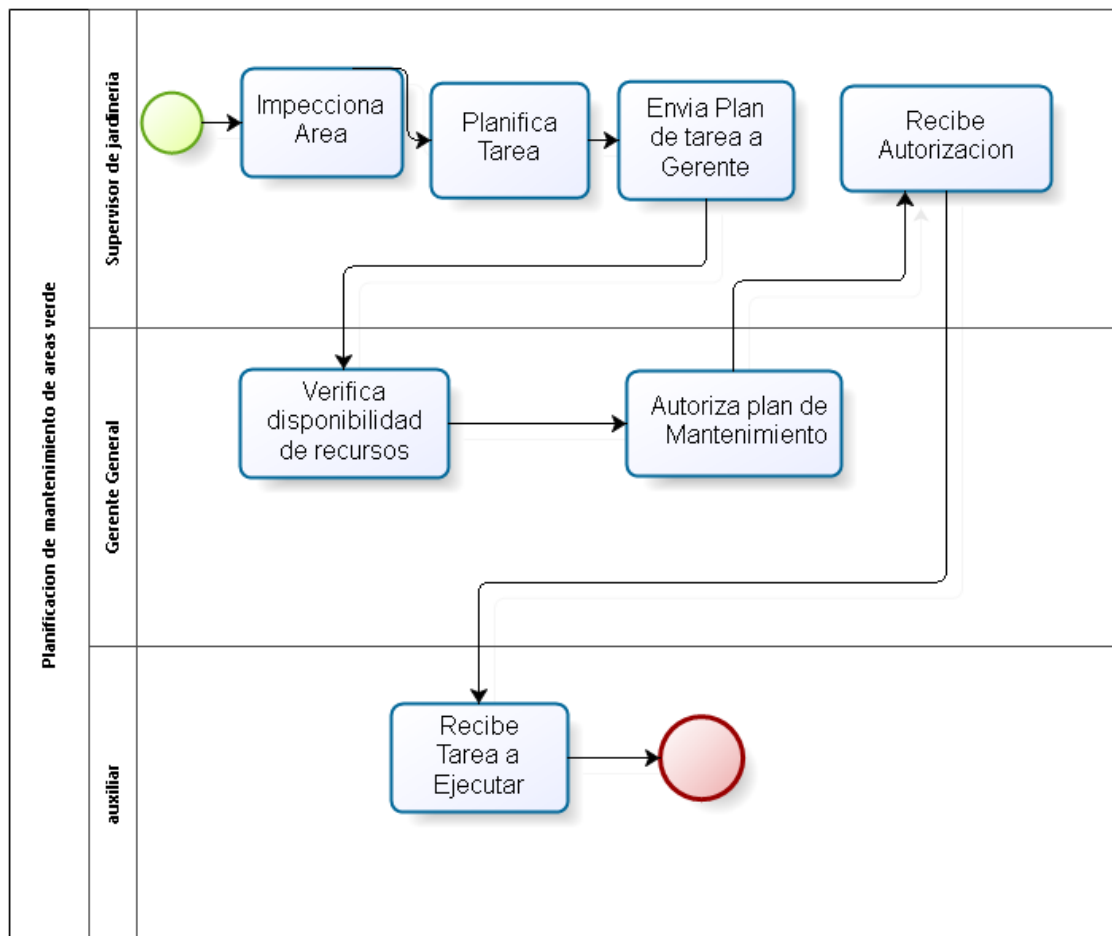 Planificacion de mantenimiento de areas verde
Supervisor de jardineria
Impecciona
Area
Planifica
Tarea
Envia Plan
de tarea a
Gerente
Recibe
Autorizacion
Gerente General
Verifica
disponibilidad
de recursos
Autoriza plan de
Mantenimiento
auxiliar
Recibe
Tarea a
Ejecutar